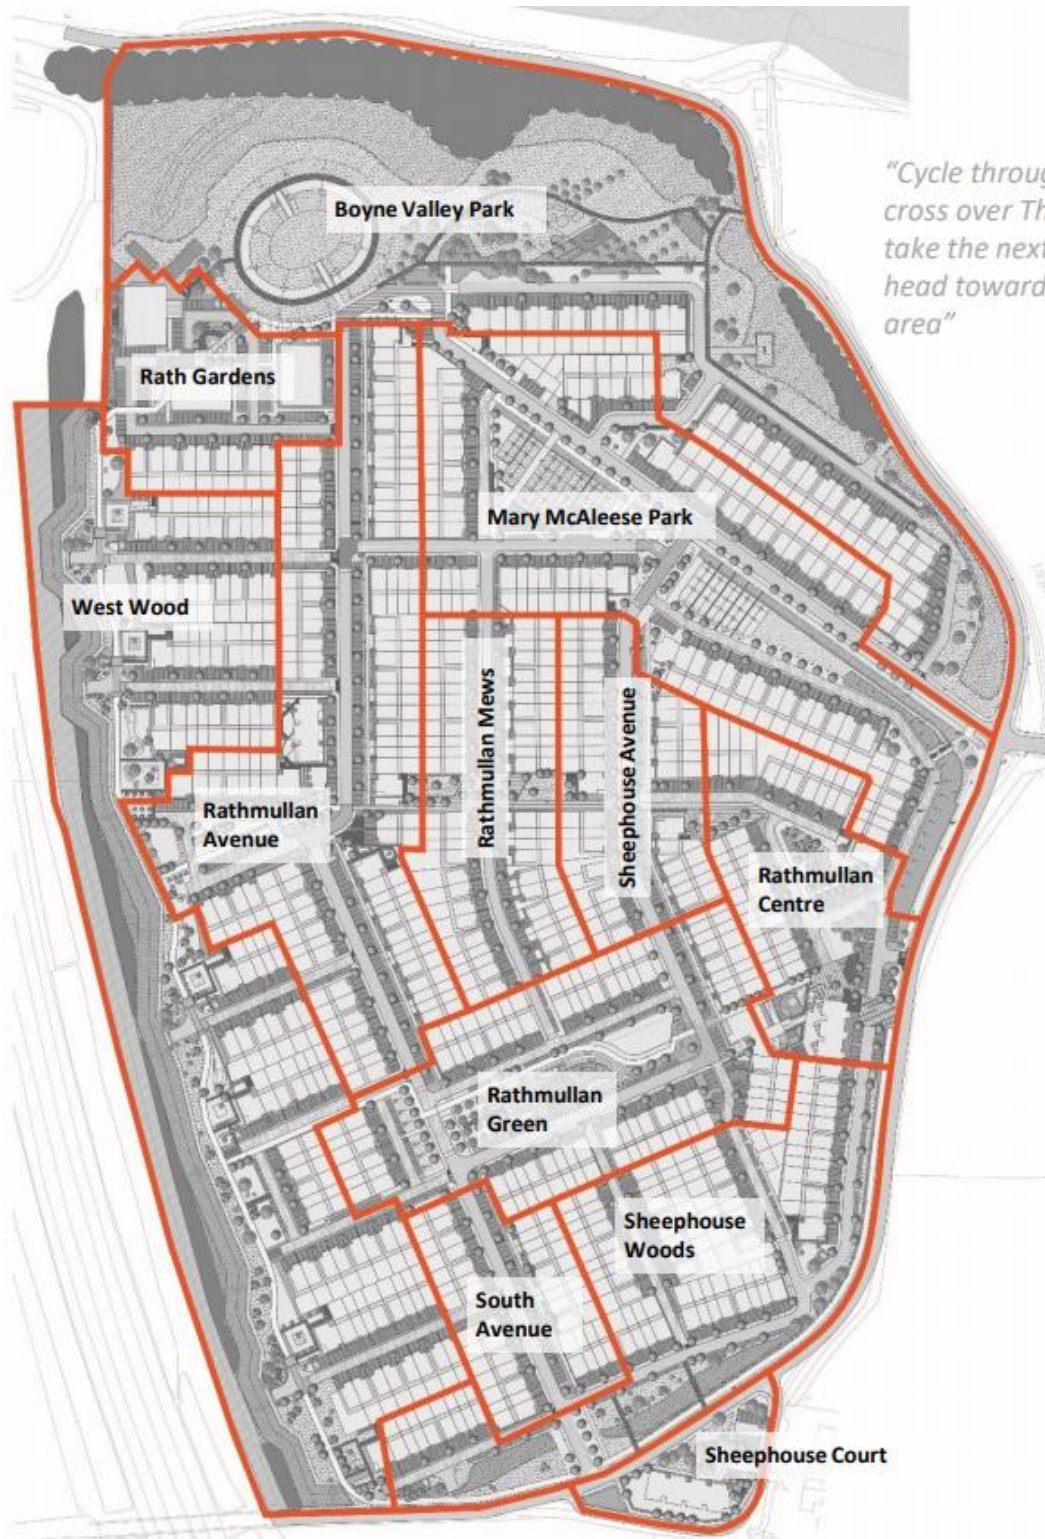 Boyne Valley Park
“Cycle throug
cross over Th
take the next
head toward
area”
Rath Gardens
Mary McAleese Park
West Wood
Rathmullan Mews
Sheephouse Avenue
Rathmullan
Avenue
Rathmullan
Centre
Rathmullan
Green
Sheephouse
Woods
South
Avenue
Sheephouse Court